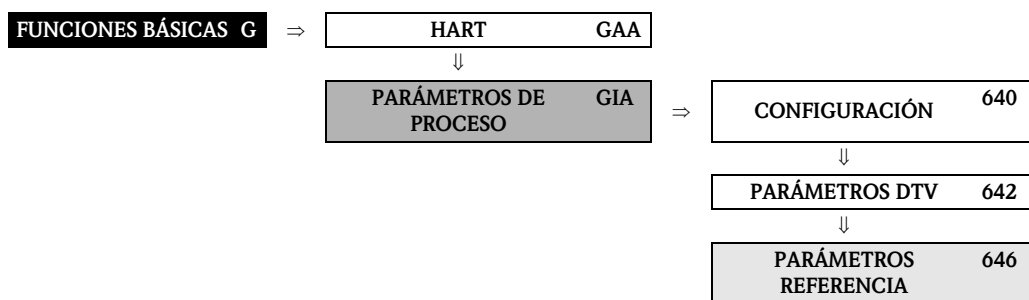 FUNCIONES BÁSICAS G ⇒ HART GAA
⇓
PARÁMETROS DE PROCESO GIA ⇒ CONFIGURACIÓN 640
⇓
PARÁMETROS DTV 642
⇓
PARÁMETROS REFERENCIA 646